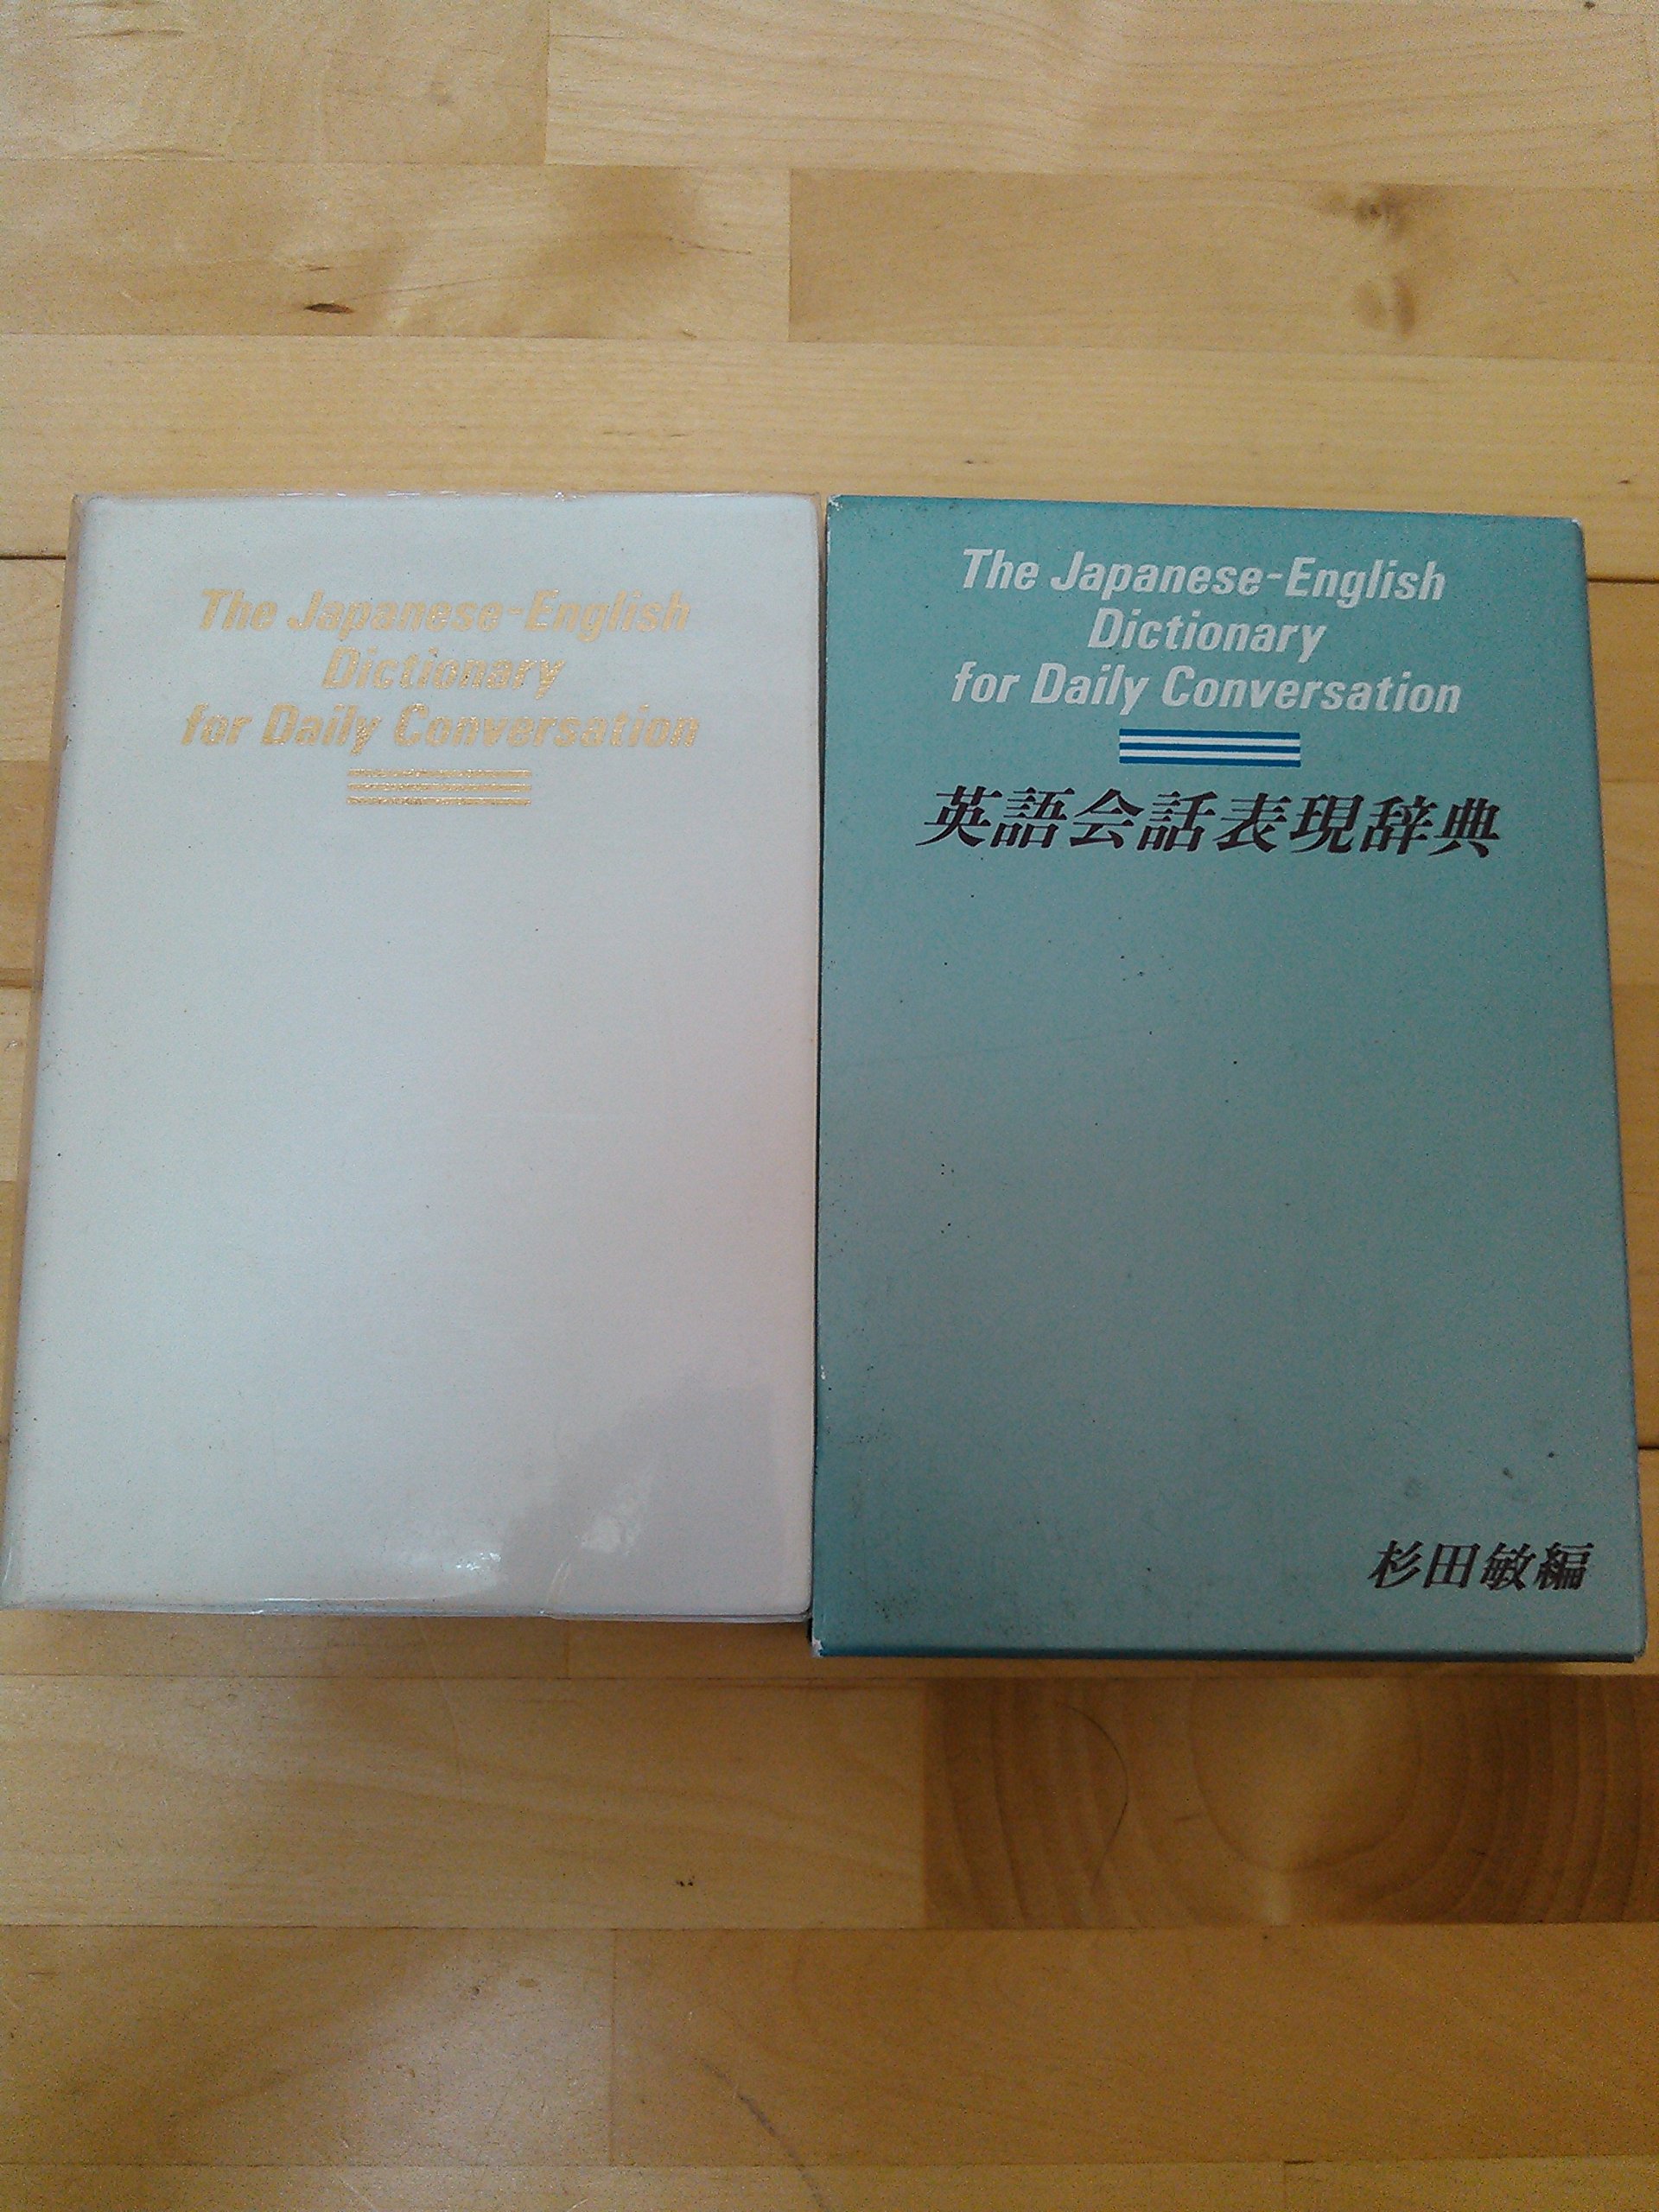 The Japanese-English
Dictionary
for Daily Conversation
The Japanese-English
Dictionary
for Daily Conversation
英語会話表現辞典
杉田敏編